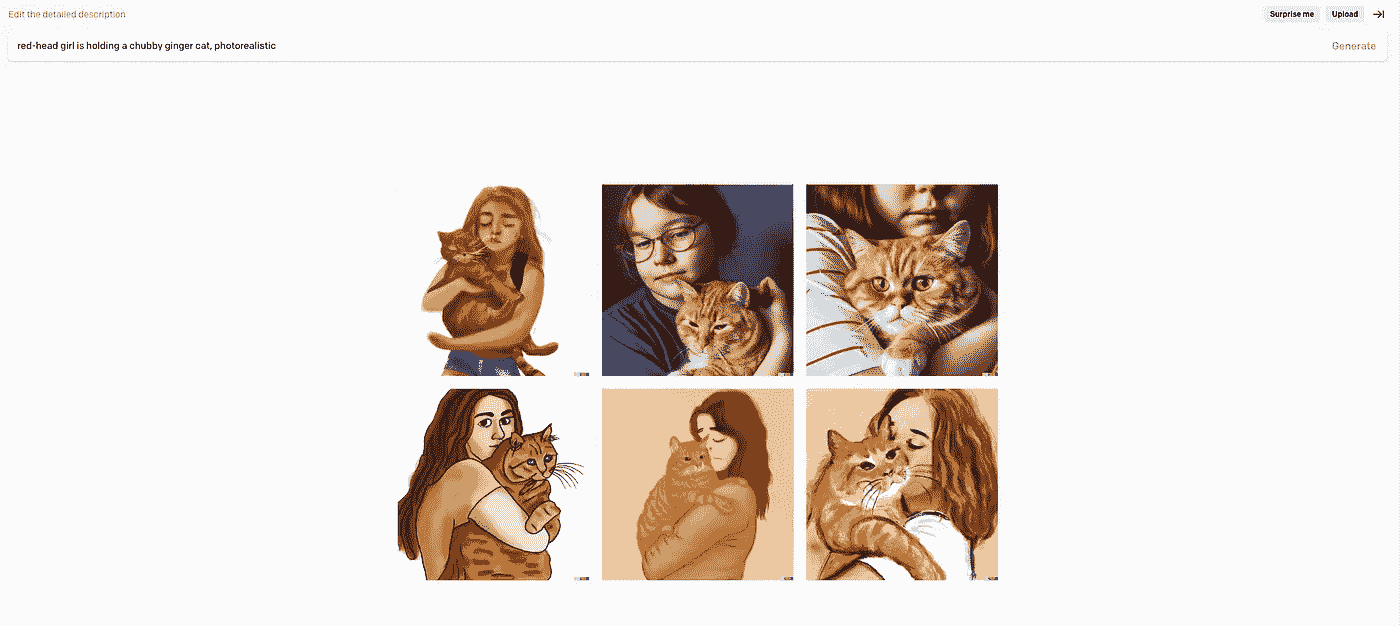 Edit the detailed description
Surprise me
Upload
red-head girl is holding a chubby ginger cat, photorealistic
Generate